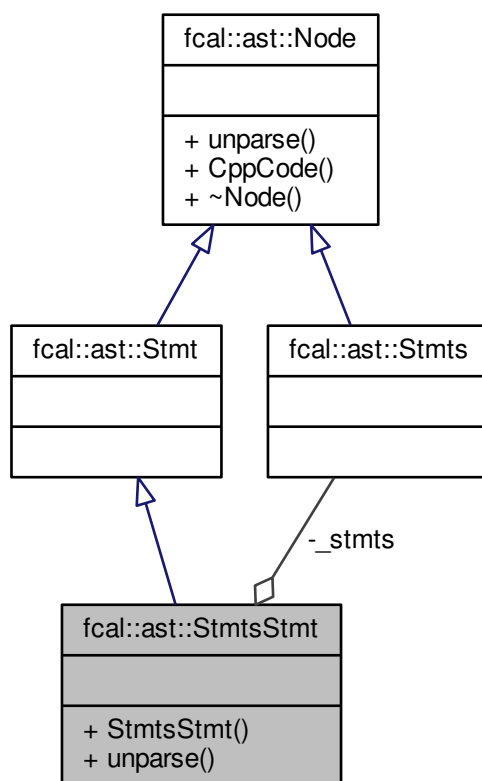 fcal::ast::Node
+ unparse()
+ CppCode()
+ ~Node()
fcal::ast::Stmt
fcal::ast::Stmts
-_stmts
fcal::ast::StmtsStmt
+ StmtsStmt()
+ unparse()